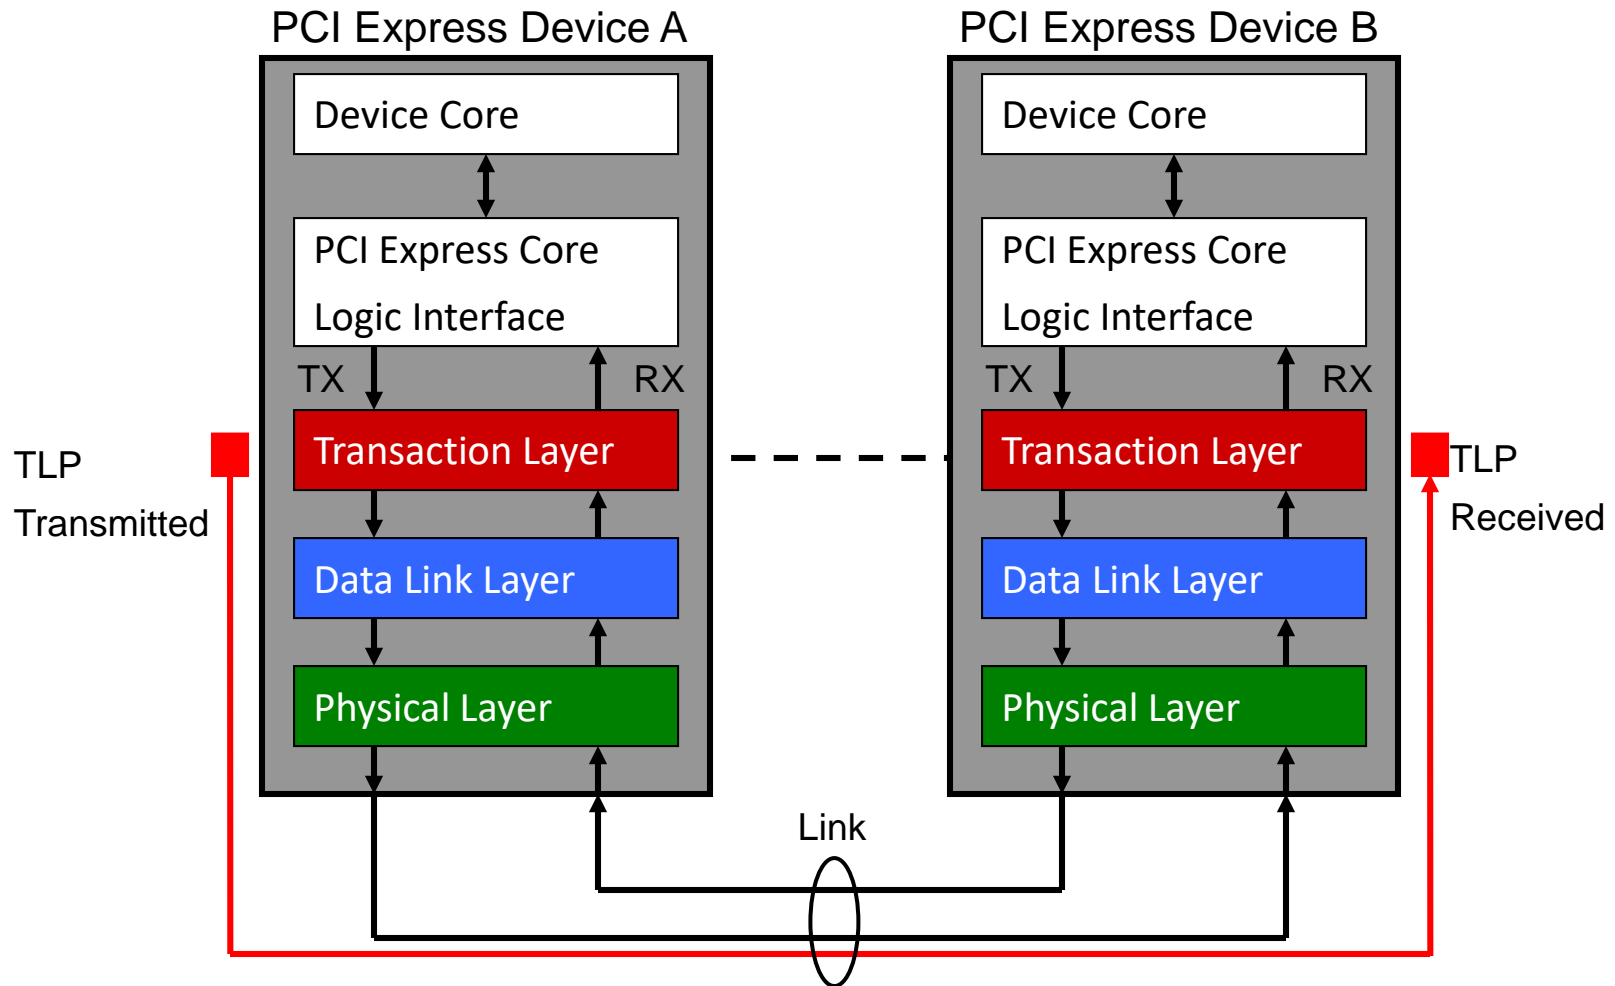 PCI Express Device A
Device Core
PCI Express Core
Logic Interface
TX
RX
Transaction Layer
Data Link Layer
Physical Layer
TLP
Transmitted
PCI Express Device B
Device Core
PCI Express Core
Logic Interface
TX
RX
Transaction Layer
Data Link Layer
Physical Layer
TLP
Received
Link